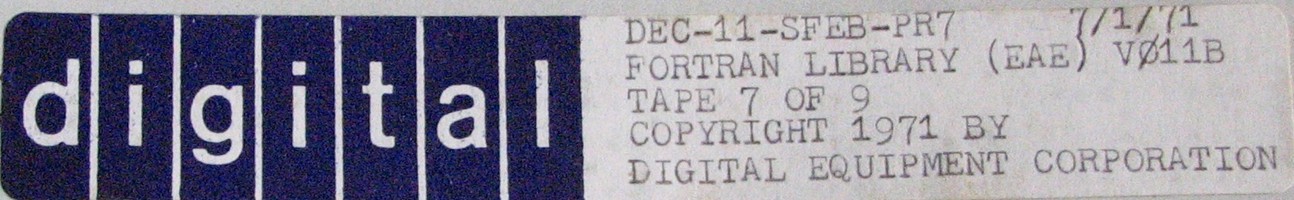 digital
DEC-11-SFEB-PR7 7/1/71
FORTRAN LIBRARY (EAE) VØ11B
TAPE 7 OF 9
COPYRIGHT 1971 BY
DIGITAL EQUIPMENT CORPORATION